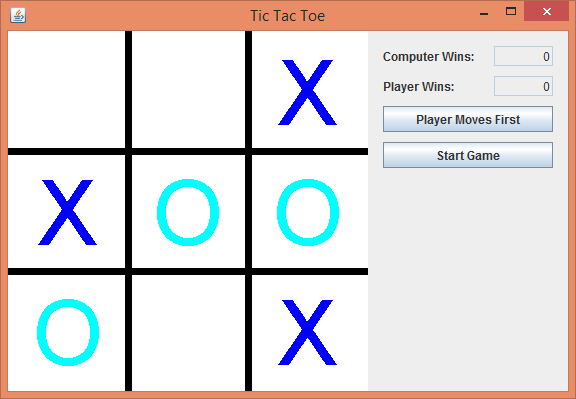 Tic Tac Toe
X
X O O
O X
Computer Wins: 0
Player Wins: 0
Player Moves First
Start Game